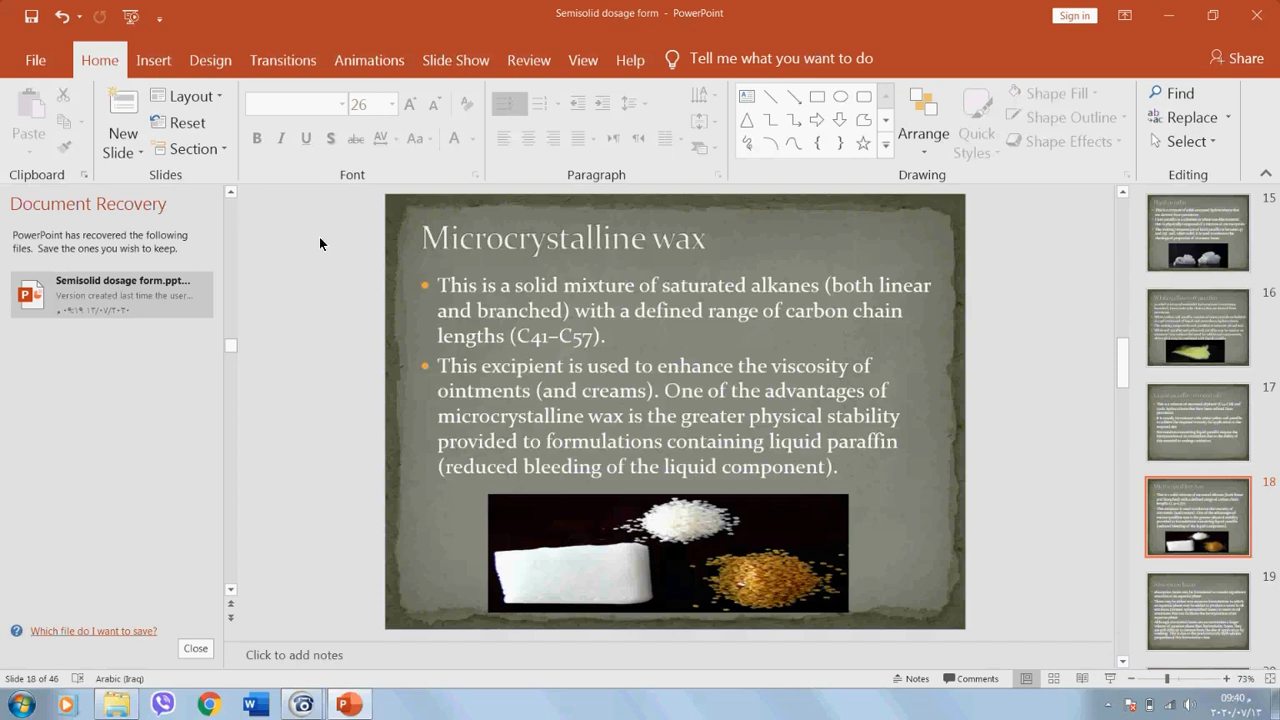 Semisolid dosage form - PowerPoint
Sign in
File Home Insert Design Transitions Animations Slide Show Review View Help Tell me what you want to do Share
Paste
Clipboard
New Slide
Layout
Reset
Section
Slides
26
Font
Paragraph
Arrange
Quick Styles
Shape Fill
Shape Outline
Shape Effects
Drawing
Find
Replace
Select
Editing
Document Recovery
PowerPoint has recovered the following
files. Save the ones you wish to keep.
Semisolid dosage form.ppt...
Version created last time the user...
Which file do I want to save?
Close
Microcrystalline wax
• This is a solid mixture of saturated alkanes (both linear
and branched) with a defined range of carbon chain
lengths (C41–C57).
• This excipient is used to enhance the viscosity of
ointments (and creams). One of the advantages of
microcrystalline wax is the greater physical stability
provided to formulations containing liquid paraffin
(reduced bleeding of the liquid component).
Click to add notes
15
16
17
18
19
Slide 18 of 46 Arabic (Iraq) Notes Comments 73%
09:40 م
٢٠٢٠/٠٧/١٣